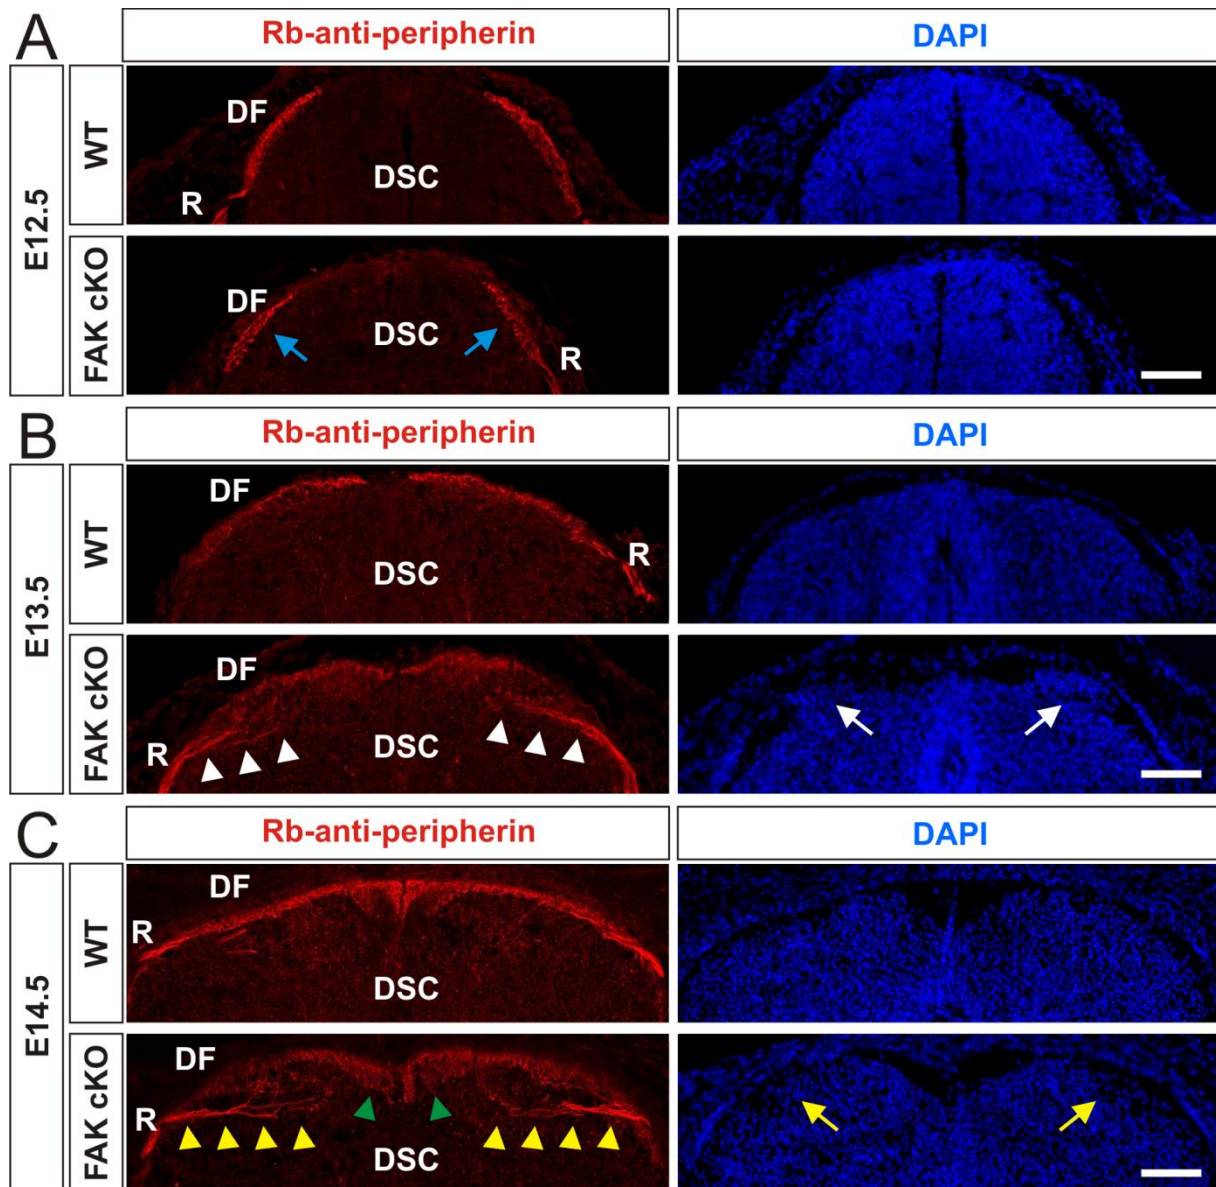 A
Rb-anti-peripherin
DAPI
E12.5
WT
DF
DSC
R
FAK cKO
DF
DSC
R
B
Rb-anti-peripherin
DAPI
E13.5
WT
DF
DSC
R
FAK cKO
DF
R
DSC
C
Rb-anti-peripherin
DAPI
E14.5
WT
DF
R
DSC
FAK cKO
DF
R
DSC